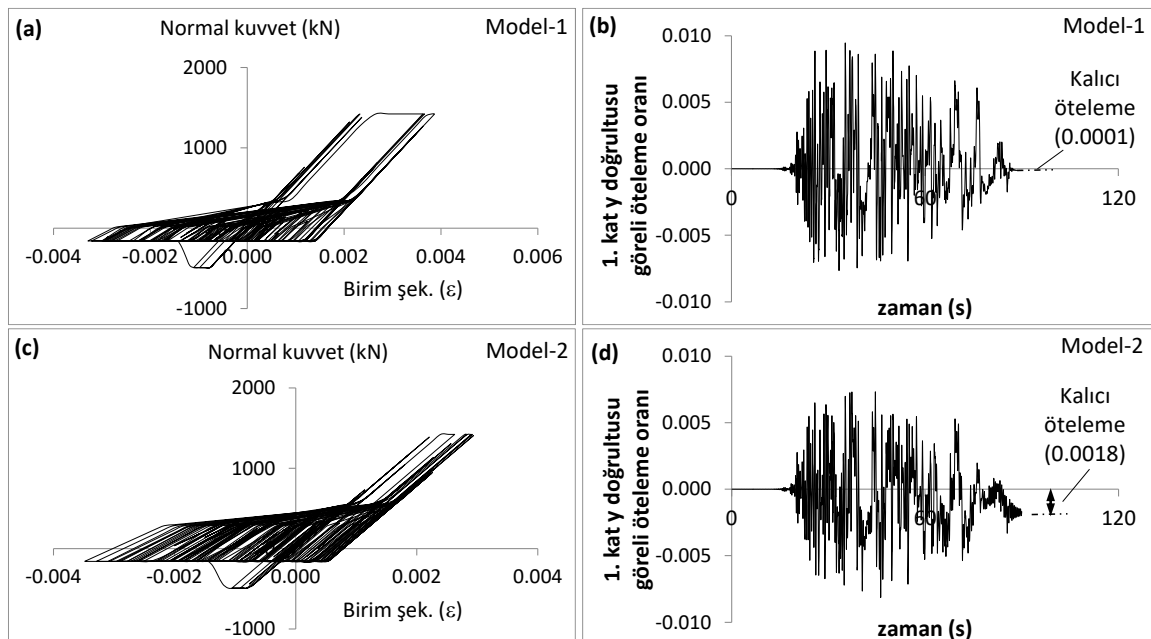 (a)
Normal kuvvet (kN)
Model-1
2000
1000
-1000
-0.004
-0.002
0.000
0.002
0.004
0.006
Birim şek. (ε)
(b)
Model-1
1. kat y doğrultusu
göreli öteleme oranı
0.010
0.005
0.000
-0.005
-0.010
0
60
120
Kalıcı
öteleme
(0.0001)
zaman (s)
(c)
Normal kuvvet (kN)
Model-2
2000
1000
-1000
-0.004
-0.002
0.000
0.002
0.004
Birim şek. (ε)
(d)
Model-2
1. kat y doğrultusu
göreli öteleme oranı
0.010
0.005
0.000
-0.005
-0.010
0
60
120
Kalıcı
öteleme
(0.0018)
zaman (s)